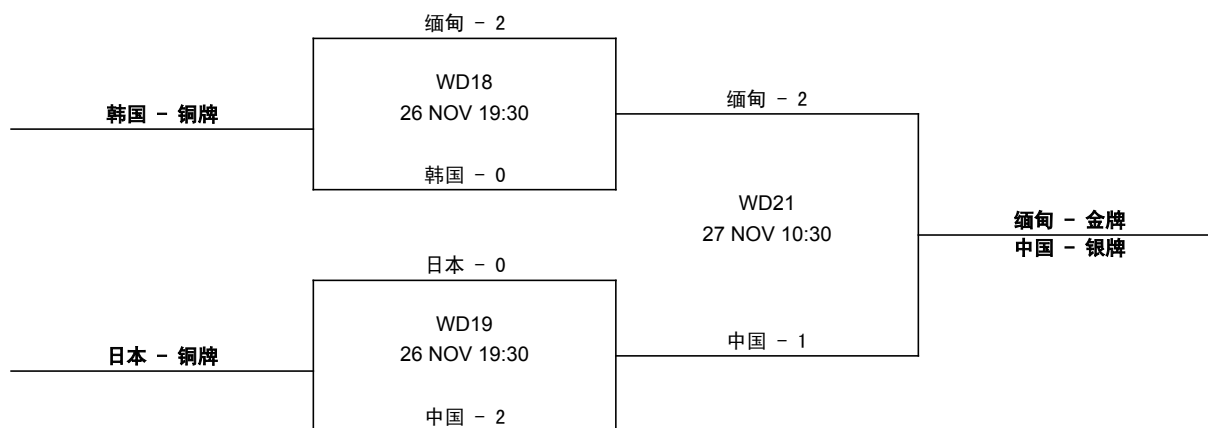 缅甸 - 2
WD18
26 NOV 19:30
韩国 - 铜牌
韩国 - 0
缅甸 - 2
WD21
27 NOV 10:30
缅甸 - 金牌
中国 - 银牌
日本 - 0
WD19
26 NOV 19:30
日本 - 铜牌
中国 - 2
中国 - 1